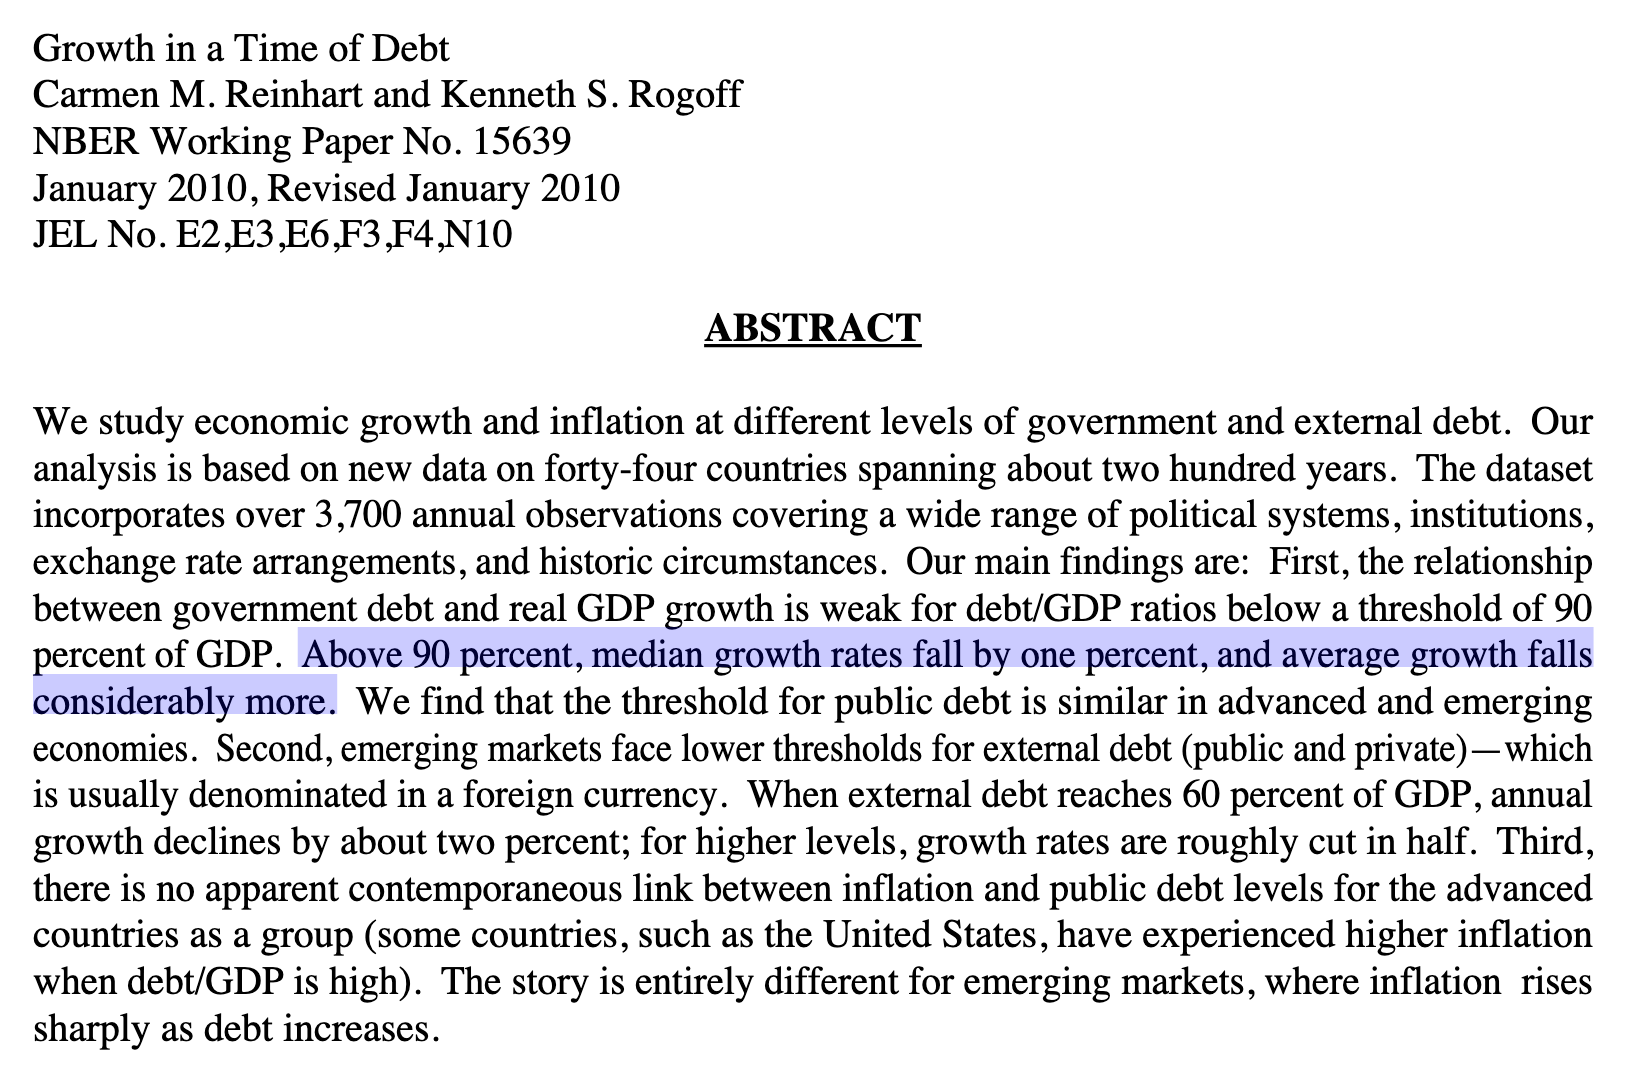 Growth in a Time of Debt
Carmen M. Reinhart and Kenneth S. Rogoff
NBER Working Paper No. 15639
January 2010, Revised January 2010
JEL No. E2,E3,E6,F3,F4,N10
ABSTRACT
We study economic growth and inflation at different levels of government and external debt.  Our
analysis is based on new data on forty-four countries spanning about two hundred years.  The dataset
incorporates over 3,700 annual observations covering a wide range of political systems, institutions,
exchange rate arrangements, and historic circumstances.  Our main findings are:  First, the relationship
between government debt and real GDP growth is weak for debt/GDP ratios below a threshold of 90
percent of GDP.  Above 90 percent, median growth rates fall by one percent, and average growth falls
considerably more.  We find that the threshold for public debt is similar in advanced and emerging
economies.  Second, emerging markets face lower thresholds for external debt (public and private)—which
is usually denominated in a foreign currency.  When external debt reaches 60 percent of GDP, annual
growth declines by about two percent; for higher levels, growth rates are roughly cut in half.  Third,
there is no apparent contemporaneous link between inflation and public debt levels for the advanced
countries as a group (some countries, such as the United States, have experienced higher inflation
when debt/GDP is high).  The story is entirely different for emerging markets, where inflation  rises
sharply as debt increases.